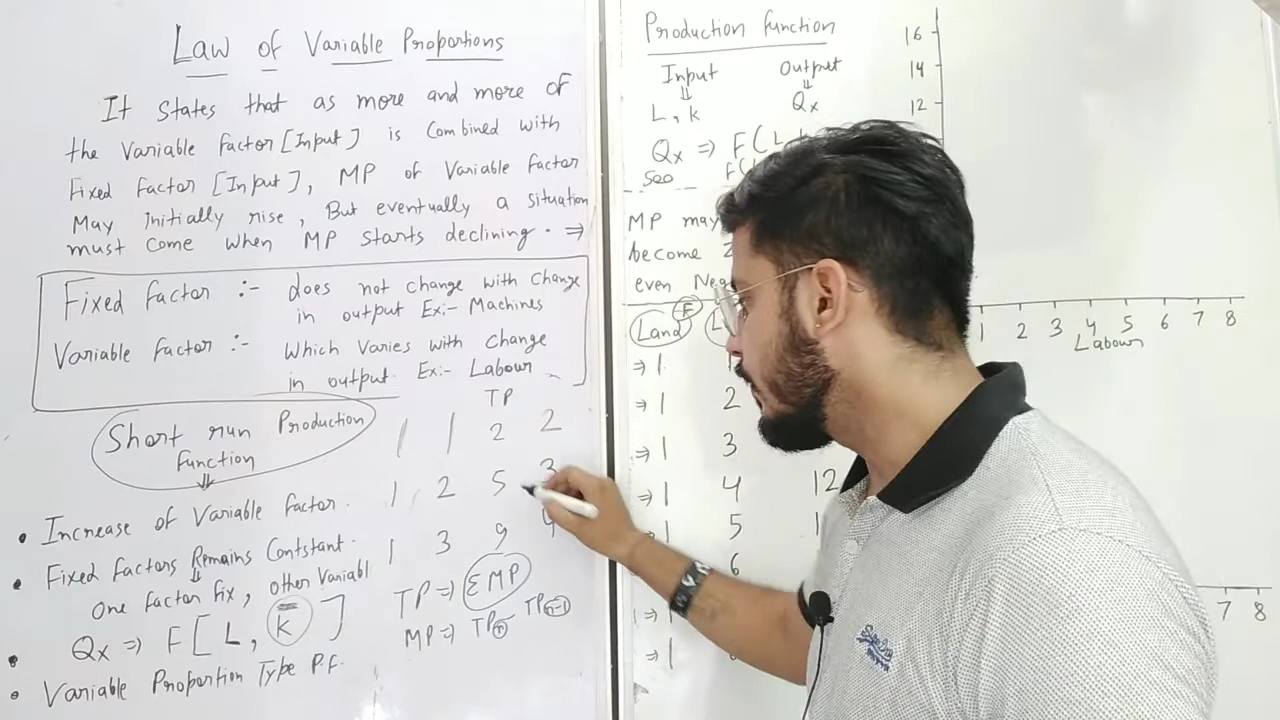 Law of Variable Proportions
It States that as more and more of
the Variable Factor [Input] is Combined with
Fixed Factor [Input], MP of Variable Factor
May Initially rise, But eventually a situation
must Come When MP Starts declining. ⇒
Fixed Factor :- does not change with Change
in output Ex:- Machines
Variable Factor :- Which Varies with Change
in output. Ex:- Labour
Short run Production
Function
⇓
• Increase of Variable Factor.
• Fixed Factors Remains Contstant.
↓
One Factor Fix, other Variabl
• Qx ⇒ F[L, K̄]
• Variable Proportion Type P.F.
TP
1 1 2 2
1 2 5 3
1 3 9 4
TP ⇒ ΣMP
MP ⇒ TPn - TPn-1
Production Function
Input Output
⇓ ⇓
L, K Qx
Qx ⇒ F(L
500 F(
MP may
become
even Neg
Land F L
⇒ 1 1
⇒ 1 2
⇒ 1 3
⇒ 1 4 12
⇒ 1 5 1
6
⇒ 1
⇒ 1
16
14
12
1 2 3 4 5 6 7 8
Labour
7 8